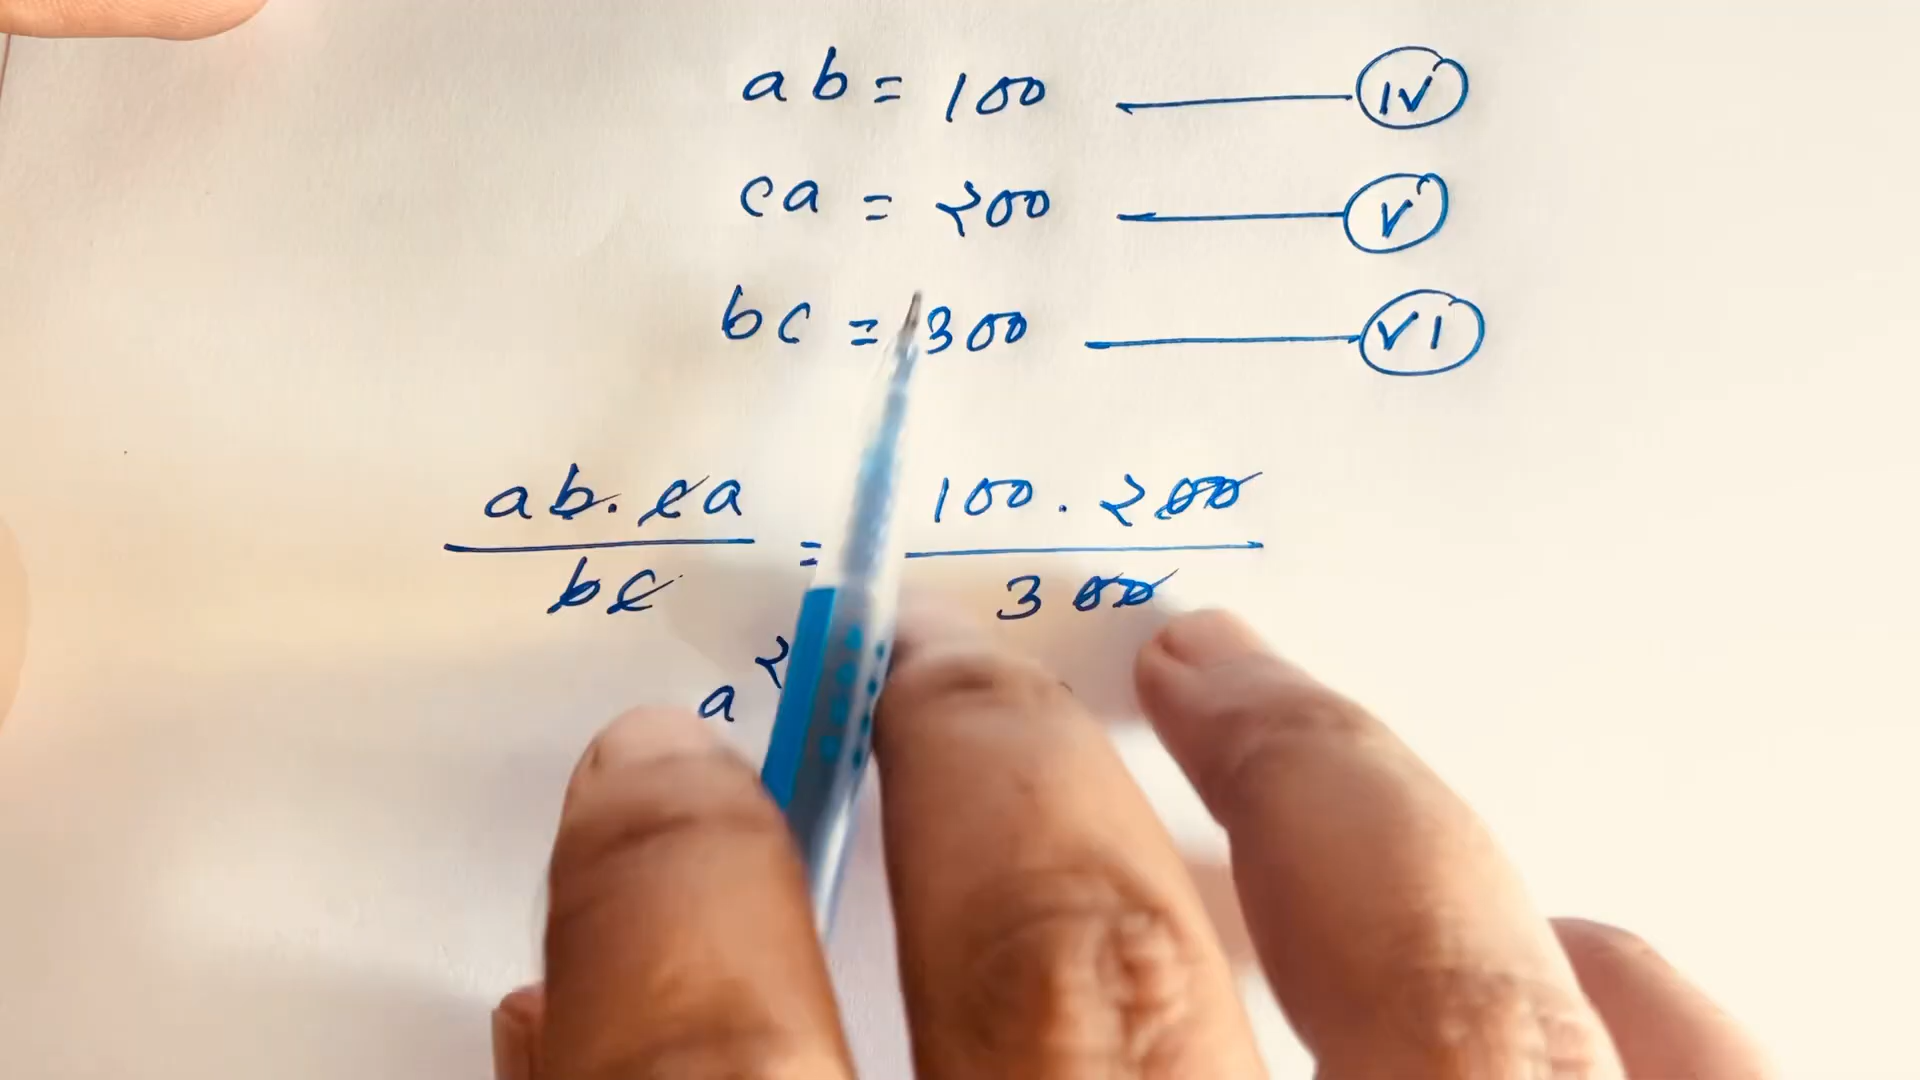 ab = 100 (IV)
ca = 200 (V)
bc = 300 (VI)
ab. ca / bc = 100 . 200 / 300
a²